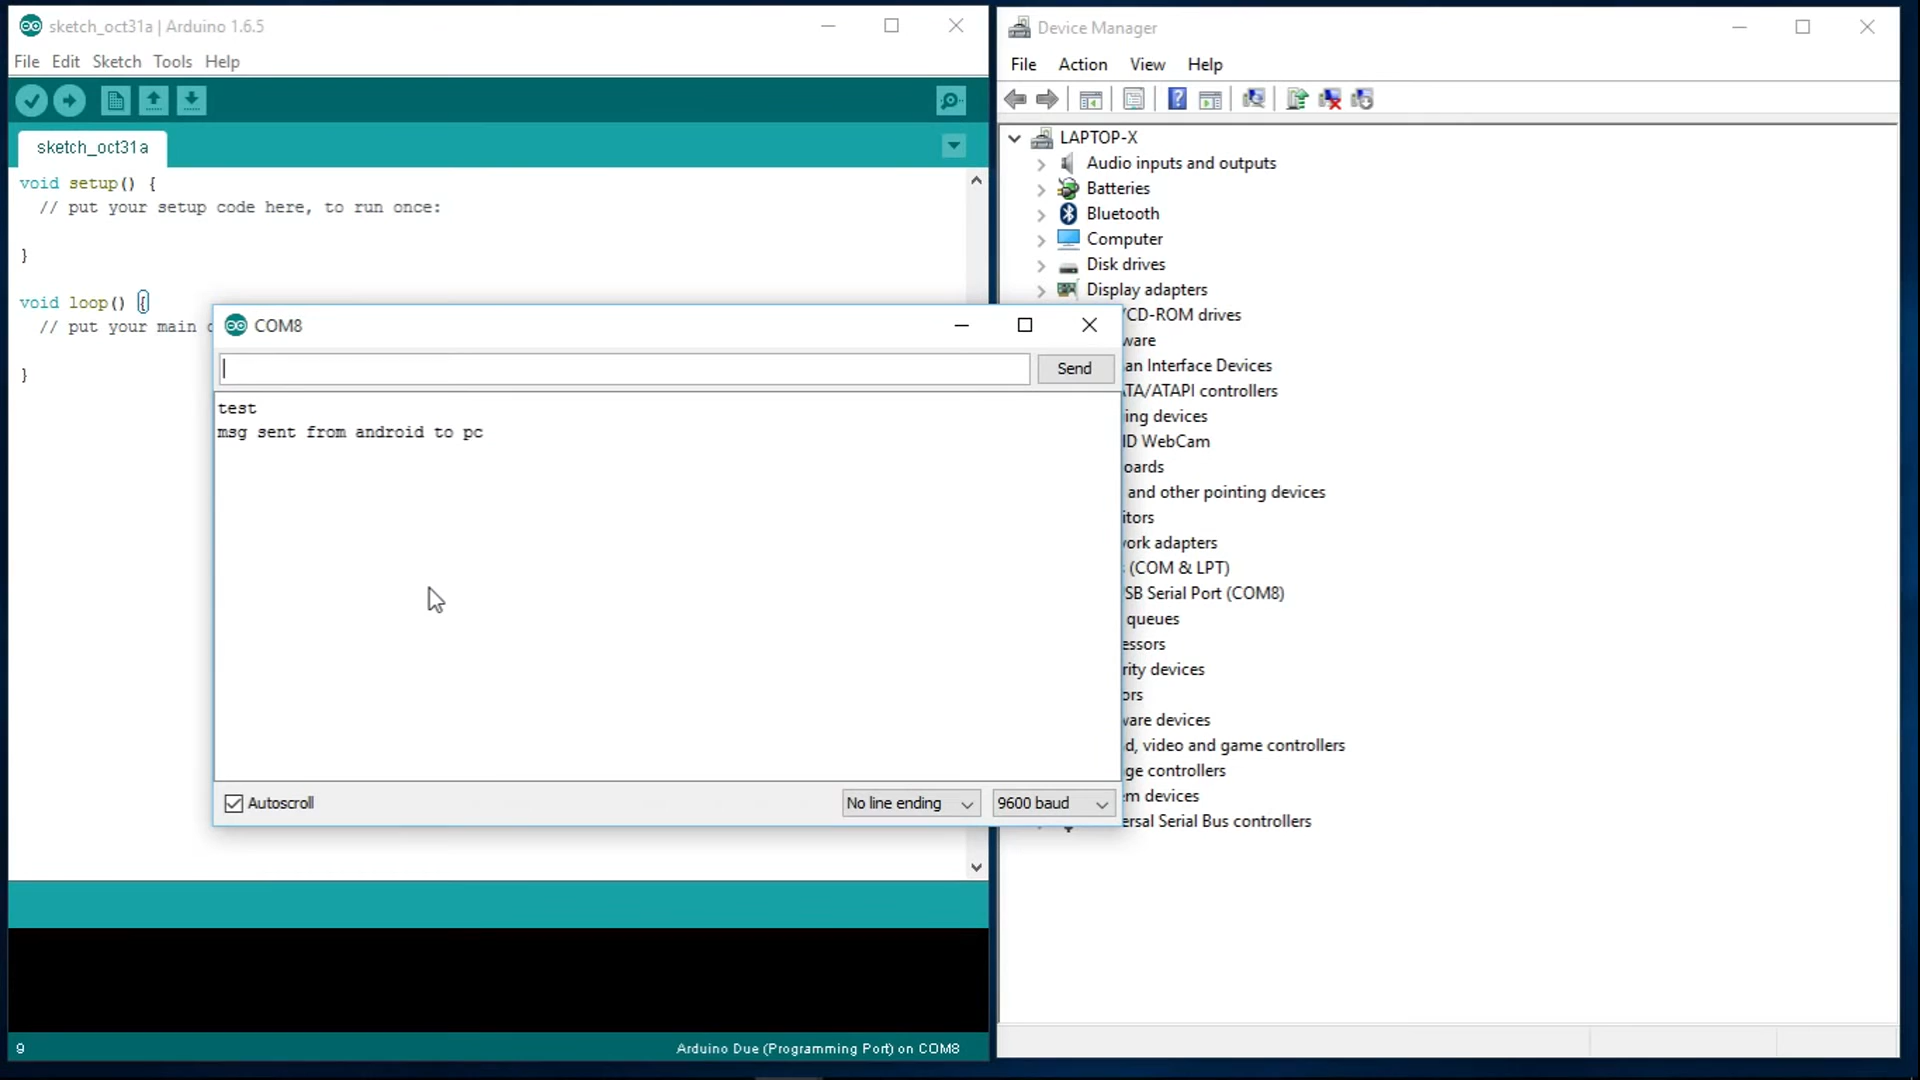 sketch_oct31a | Arduino 1.6.5
File Edit Sketch Tools Help
sketch_oct31a
void setup() {
// put your setup code here, to run once:
}
void loop() {
// put your main
}
COM8
Send
test
msg sent from android to pc
Autoscroll
No line ending
9600 baud
9
Arduino Due (Programming Port) on COM8
Device Manager
File Action View Help
LAPTOP-X
Audio inputs and outputs
Batteries
Bluetooth
Computer
Disk drives
Display adapters
/CD-ROM drives
ware
an Interface Devices
ATA/ATAPI controllers
ing devices
ID WebCam
oards
and other pointing devices
itors
ork adapters
(COM & LPT)
SB Serial Port (COM8)
queues
essors
rity devices
ors
ware devices
d, video and game controllers
ge controllers
em devices
ersal Serial Bus controllers